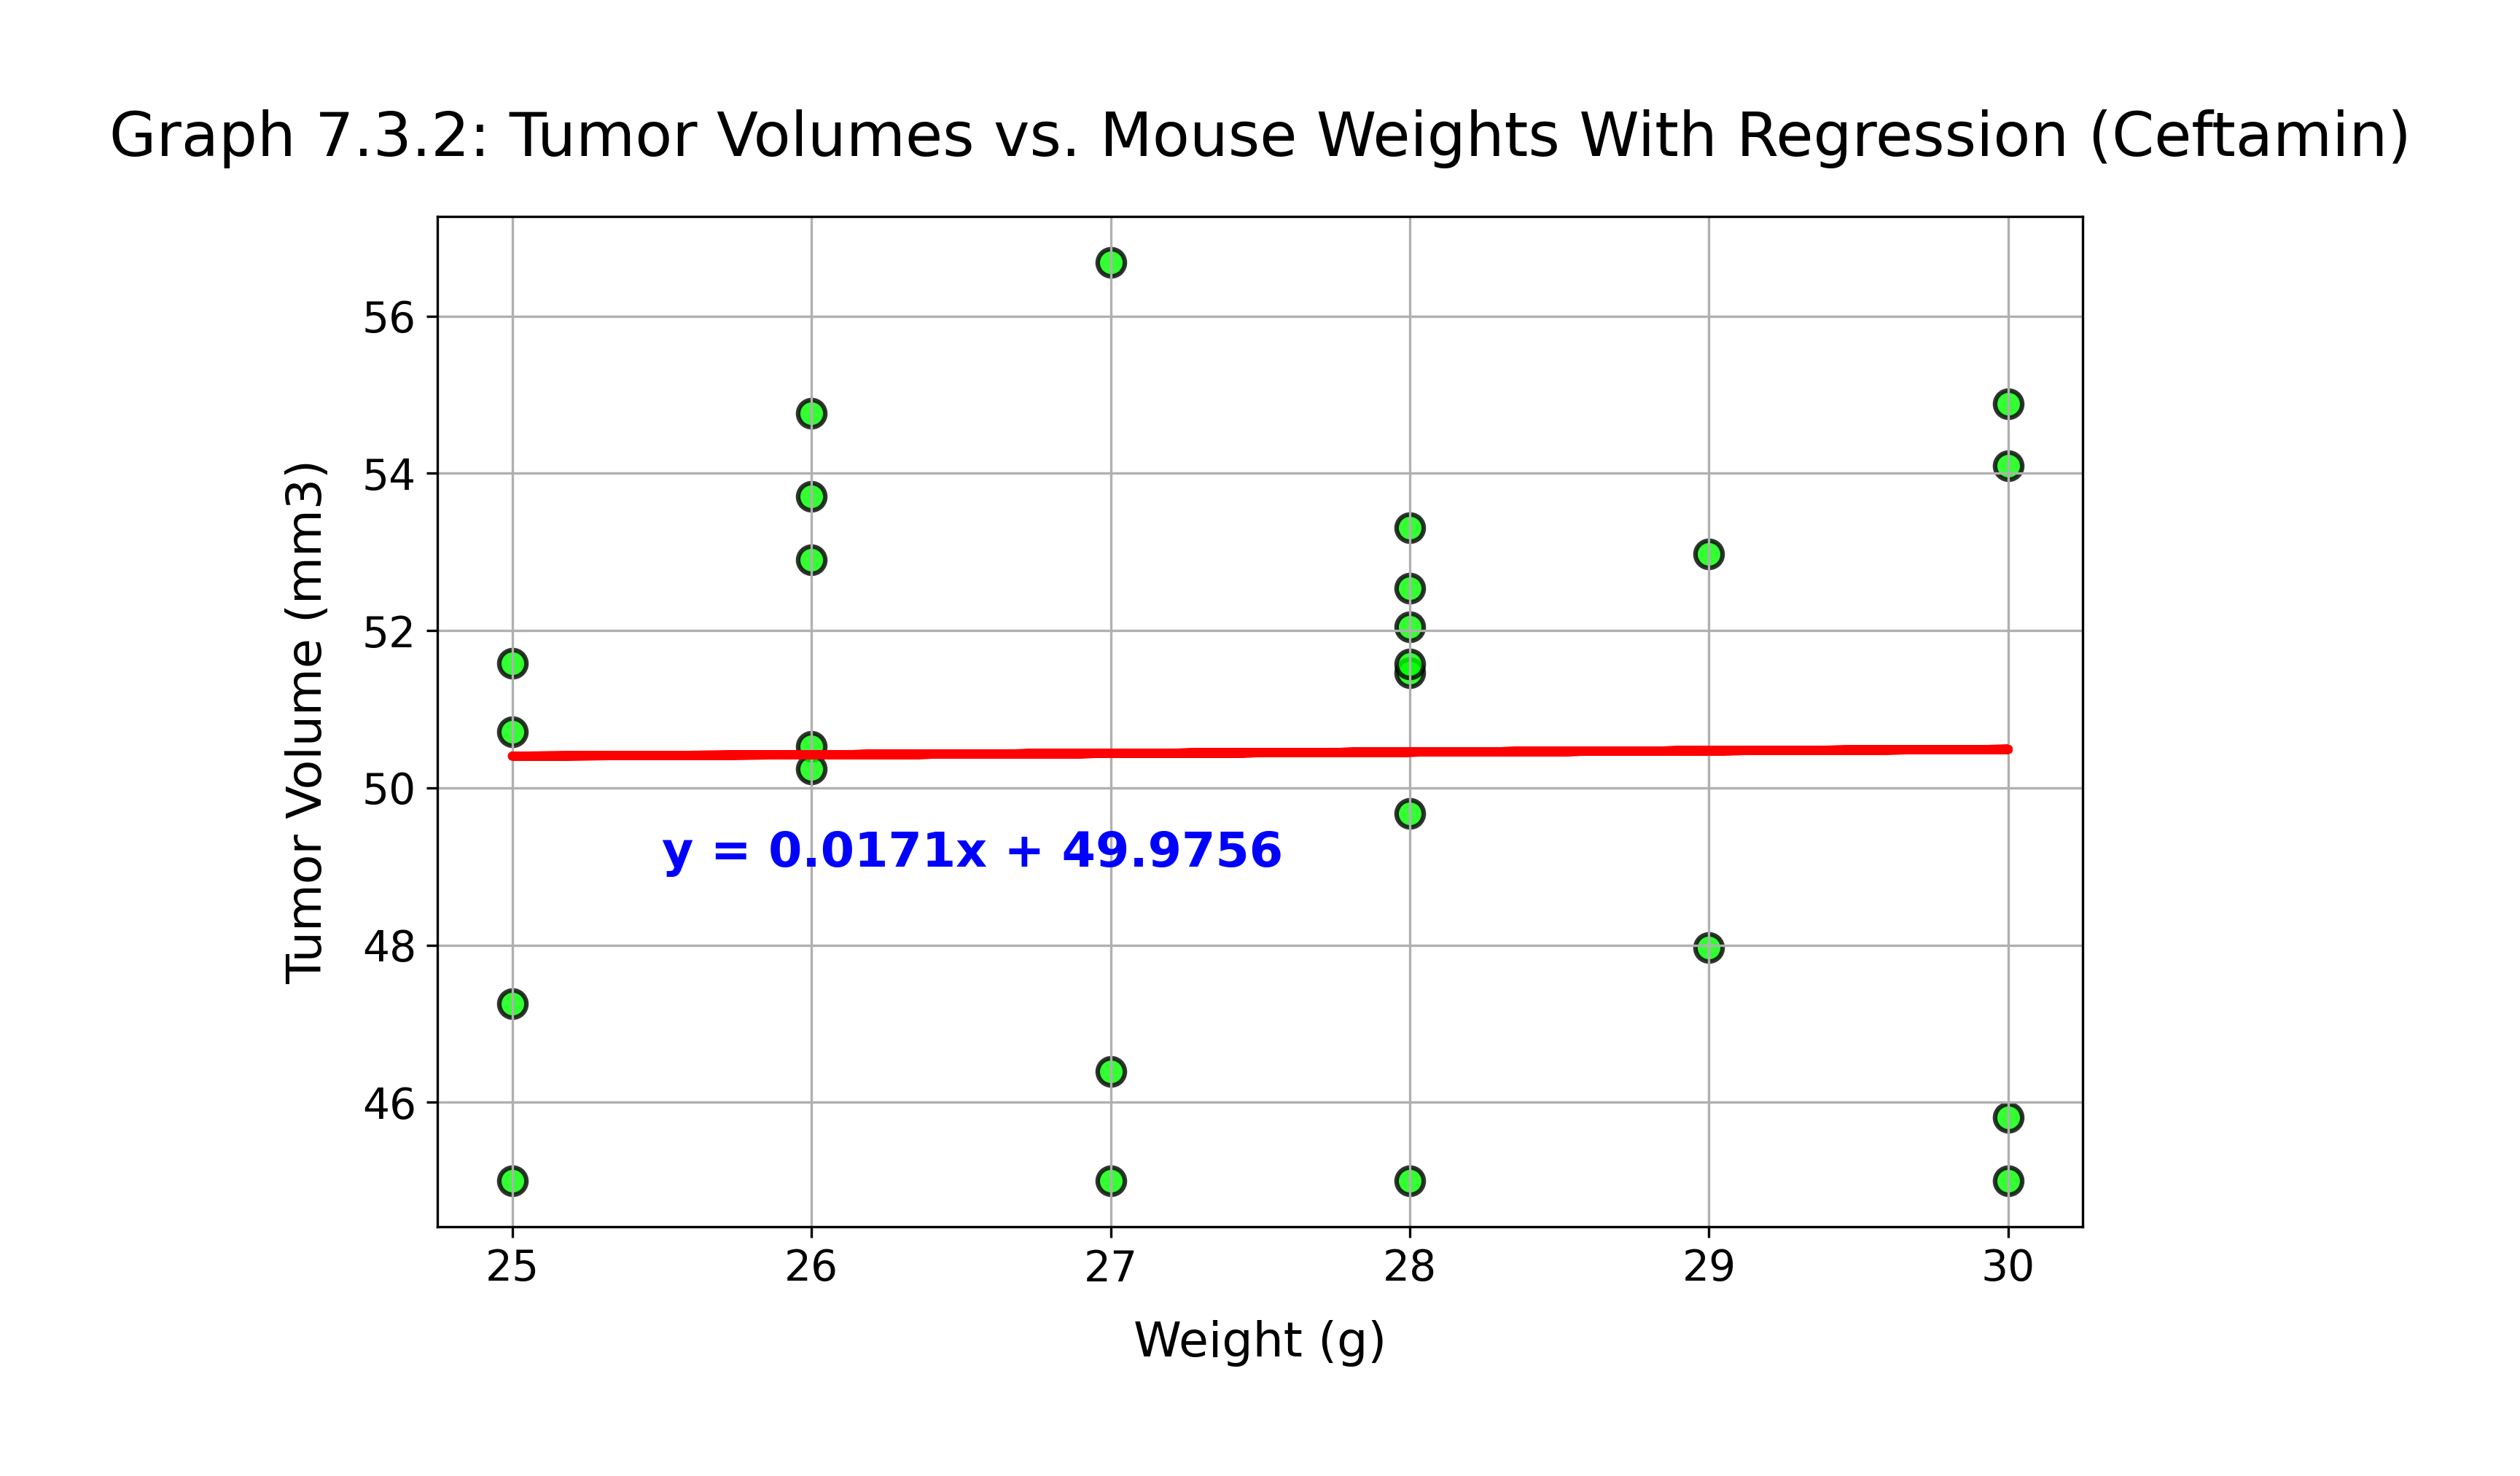 Graph 7.3.2: Tumor Volumes vs. Mouse Weights With Regression (Ceftamin)
Tumor Volume (mm3)
56
54
52
50
48
46
y = 0.0171x + 49.9756
25 26 27 28 29 30
Weight (g)